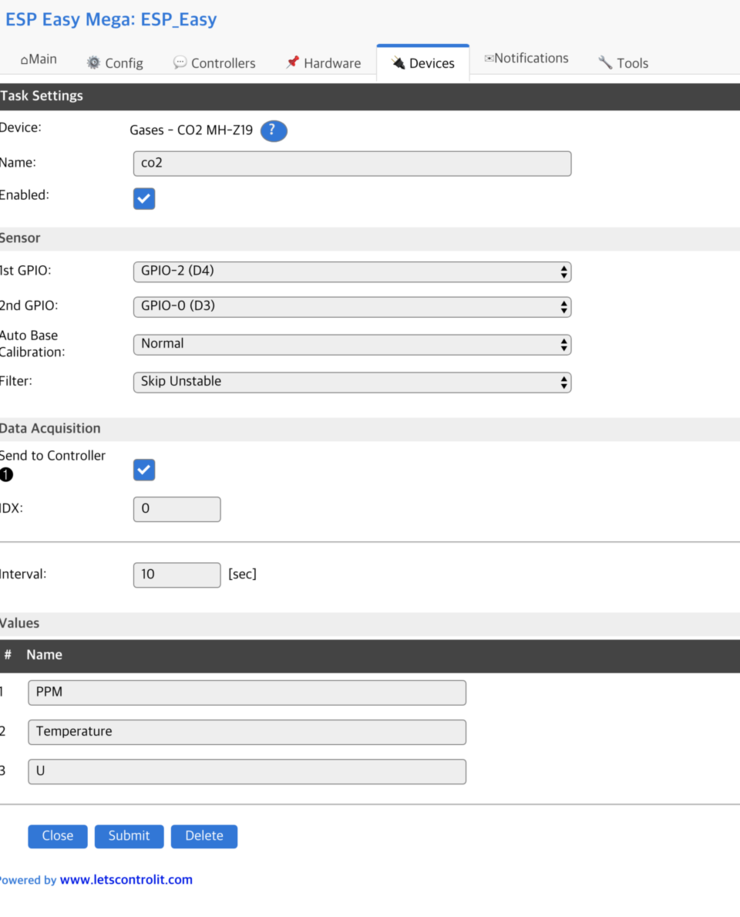 ESP Easy Mega: ESP_Easy
Main Config Controllers Hardware Devices Notifications Tools
Task Settings
Device: Gases - CO2 MH-Z19 ?
Name: co2
Enabled:
Sensor
1st GPIO: GPIO-2 (D4)
2nd GPIO: GPIO-0 (D3)
Auto Base
Calibration: Normal
Filter: Skip Unstable
Data Acquisition
Send to Controller
1
IDX: 0
Interval: 10 [sec]
Values
# Name
1 PPM
2 Temperature
3 U
Close Submit Delete
Powered by www.letscontrolit.com